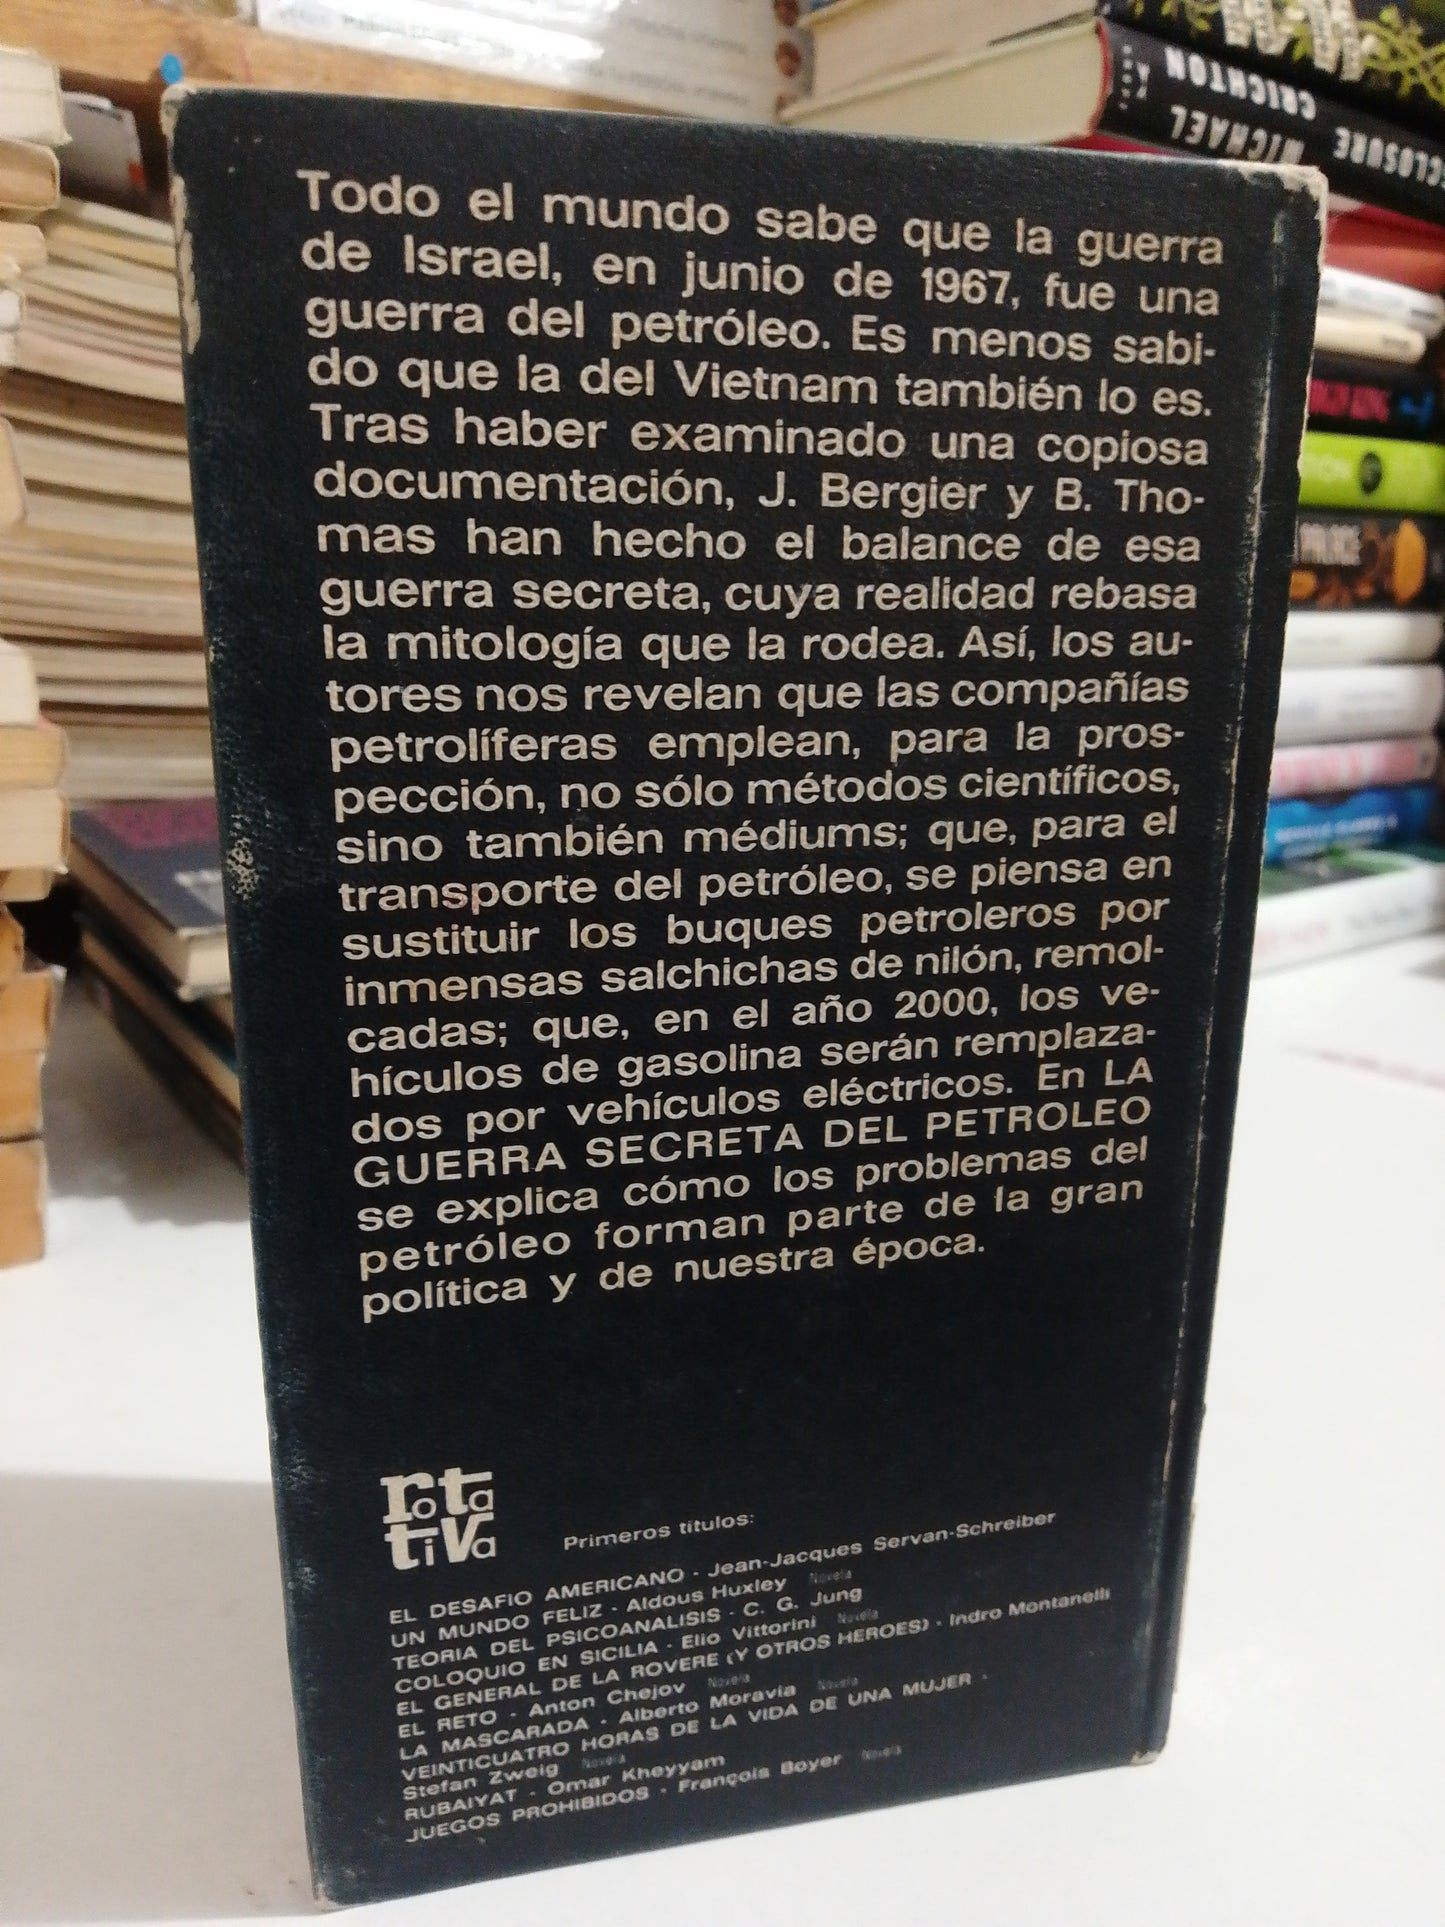 Todo el mundo sabe que la guerra
de Israel, en junio de 1967, fue una
guerra del petróleo. Es menos sabi-
do que la del Vietnam también lo es.
Tras haber examinado una copiosa
documentación, J. Bergier y B. Tho-
mas han hecho el balance de esa
guerra secreta, cuya realidad rebasa
la mitología que la rodea. Así, los au-
tores nos revelan que las compañías
petrolíferas emplean, para la pros-
pección, no sólo métodos científicos,
sino también médiums; que, para el
transporte del petróleo, se piensa en
sustituir los buques petroleros por
inmensas salchichas de nilón, remol-
cadas; que, en el año 2000, los ve-
hículos de gasolina serán remplaza-
dos por vehículos eléctricos. En LA
GUERRA SECRETA DEL PETROLEO
se explica cómo los problemas del
petróleo forman parte de la gran
política y de nuestra época.
rota
tiva
Primeros títulos:
EL DESAFIO AMERICANO · Jean-Jacques Servan-Schreiber
UN MUNDO FELIZ · Aldous Huxley Novela
TEORIA DEL PSICOANALISIS · C. G. Jung
COLOQUIO EN SICILIA · Elio Vittorini Novela
EL GENERAL DE LA ROVERE (Y OTROS HEROES) · Indro Montanelli
EL RETO · Anton Chejov Novela
LA MASCARADA · Alberto Moravia Novela
VEINTICUATRO HORAS DE LA VIDA DE UNA MUJER ·
Stefan Zweig Novela
RUBAIYAT · Omar Kheyyam
JUEGOS PROHIBIDOS · François Boyer Novela
MICHAEL
CRICHTON
CLOSURE